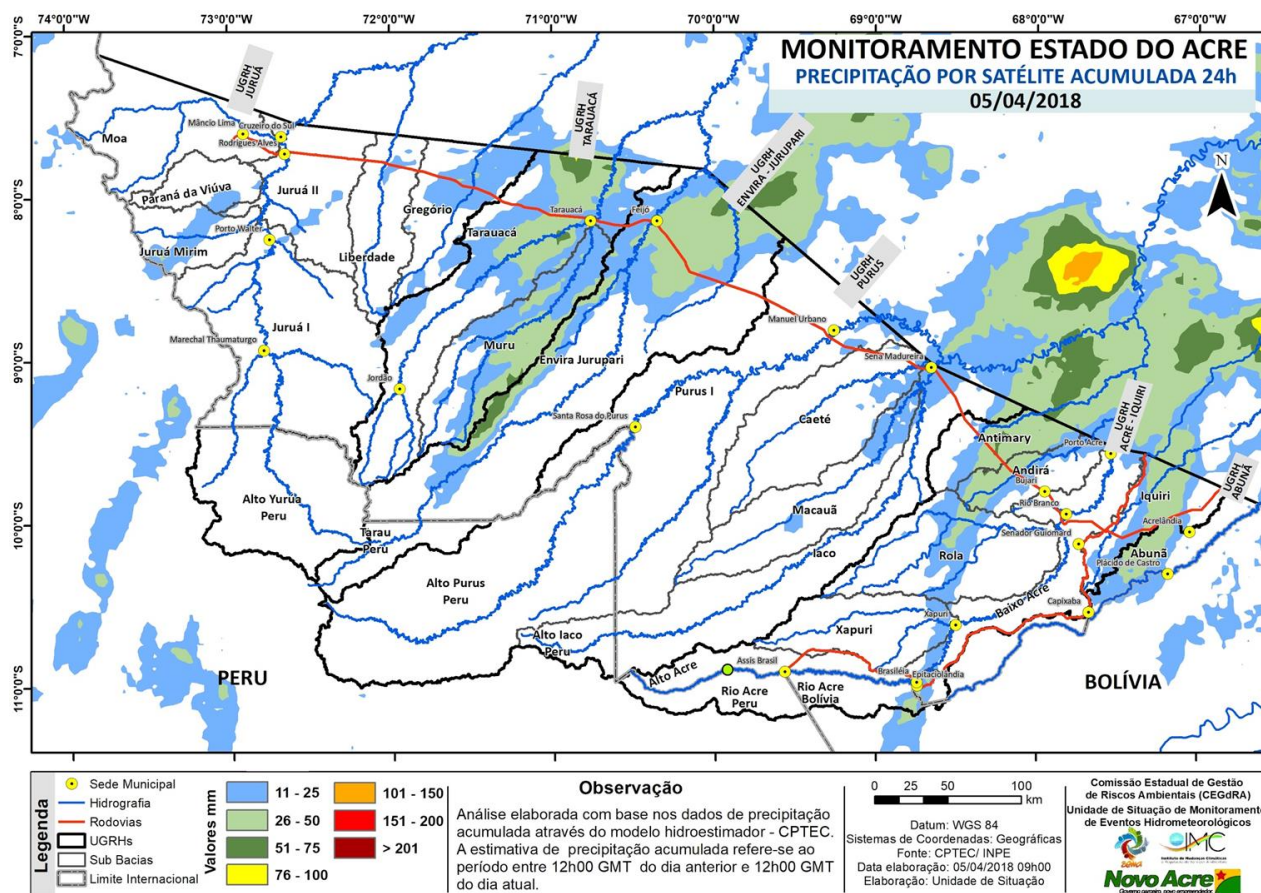 74°0'0"W 73°0'0"W 72°0'0"W 71°0'0"W 70°0'0"W 69°0'0"W 68°0'0"W 67°0'0"W
7°0'0"S
8°0'0"S
9°0'0"S
10°0'0"S
11°0'0"S
MONITORAMENTO ESTADO DO ACRE
PRECIPITAÇÃO POR SATÉLITE ACUMULADA 24h
05/04/2018
N
UGRH
JURUÁ
UGRH
TARAUACÁ
UGRH
ENVIRA - JURUPARI
UGRH
PURUS
UGRH
ACRE - IQUIRI
UGRH
ABUNÃ
Moa
Mâncio Lima
Cruzeiro do Sul
Rodrigues Alves
Paraná da Viúva
Juruá II
Porto Walter
Juruá Mirim
Liberdade
Gregório
Tarauacá
Tarauacá
Feijó
Juruá I
Marechal Thaumaturgo
Jordão
Muru
Envira Jurupari
Manuel Urbano
Sena Madureira
Purus I
Santa Rosa do Purus
Caeté
Antimary
Porto Acre
Andirá
Bujari
Rio Branco
Iquiri
Acrelândia
Alto Yurua
Peru
Tarau
Peru
Macauã
Iaco
Senador Guiomard
Rola
Abunã
Plácido de Castro
Alto Purus
Peru
Capixaba
Baixo Acre
Xapuri
Xapuri
Alto Iaco
Peru
Alto Acre
Assis Brasil
Brasiléia
Epitaciolândia
Rio Acre
Peru
Rio Acre
Bolívia
PERU
BOLÍVIA
Legenda
Sede Municipal
Hidrografia
Rodovias
UGRHs
Sub Bacias
Limite Internacional
Valores mm
11 - 25
26 - 50
51 - 75
76 - 100
101 - 150
151 - 200
> 201
Observação
Análise elaborada com base nos dados de precipitação
acumulada através do modelo hidroestimador - CPTEC.
A estimativa de precipitação acumulada refere-se ao
período entre 12h00 GMT do dia anterior e 12h00 GMT
do dia atual.
0 25 50 100
km
Datum: WGS 84
Sistemas de Coordenadas: Geográficas
Fonte: CPTEC/ INPE
Data elaboração: 05/04/2018 09h00
Elaboração: Unidade de Situação
Comissão Estadual de Gestão
de Riscos Ambientais (CEGdRA)
Unidade de Situação de Monitoramento
de Eventos Hidrometeorológicos
IMC
Novo Acre